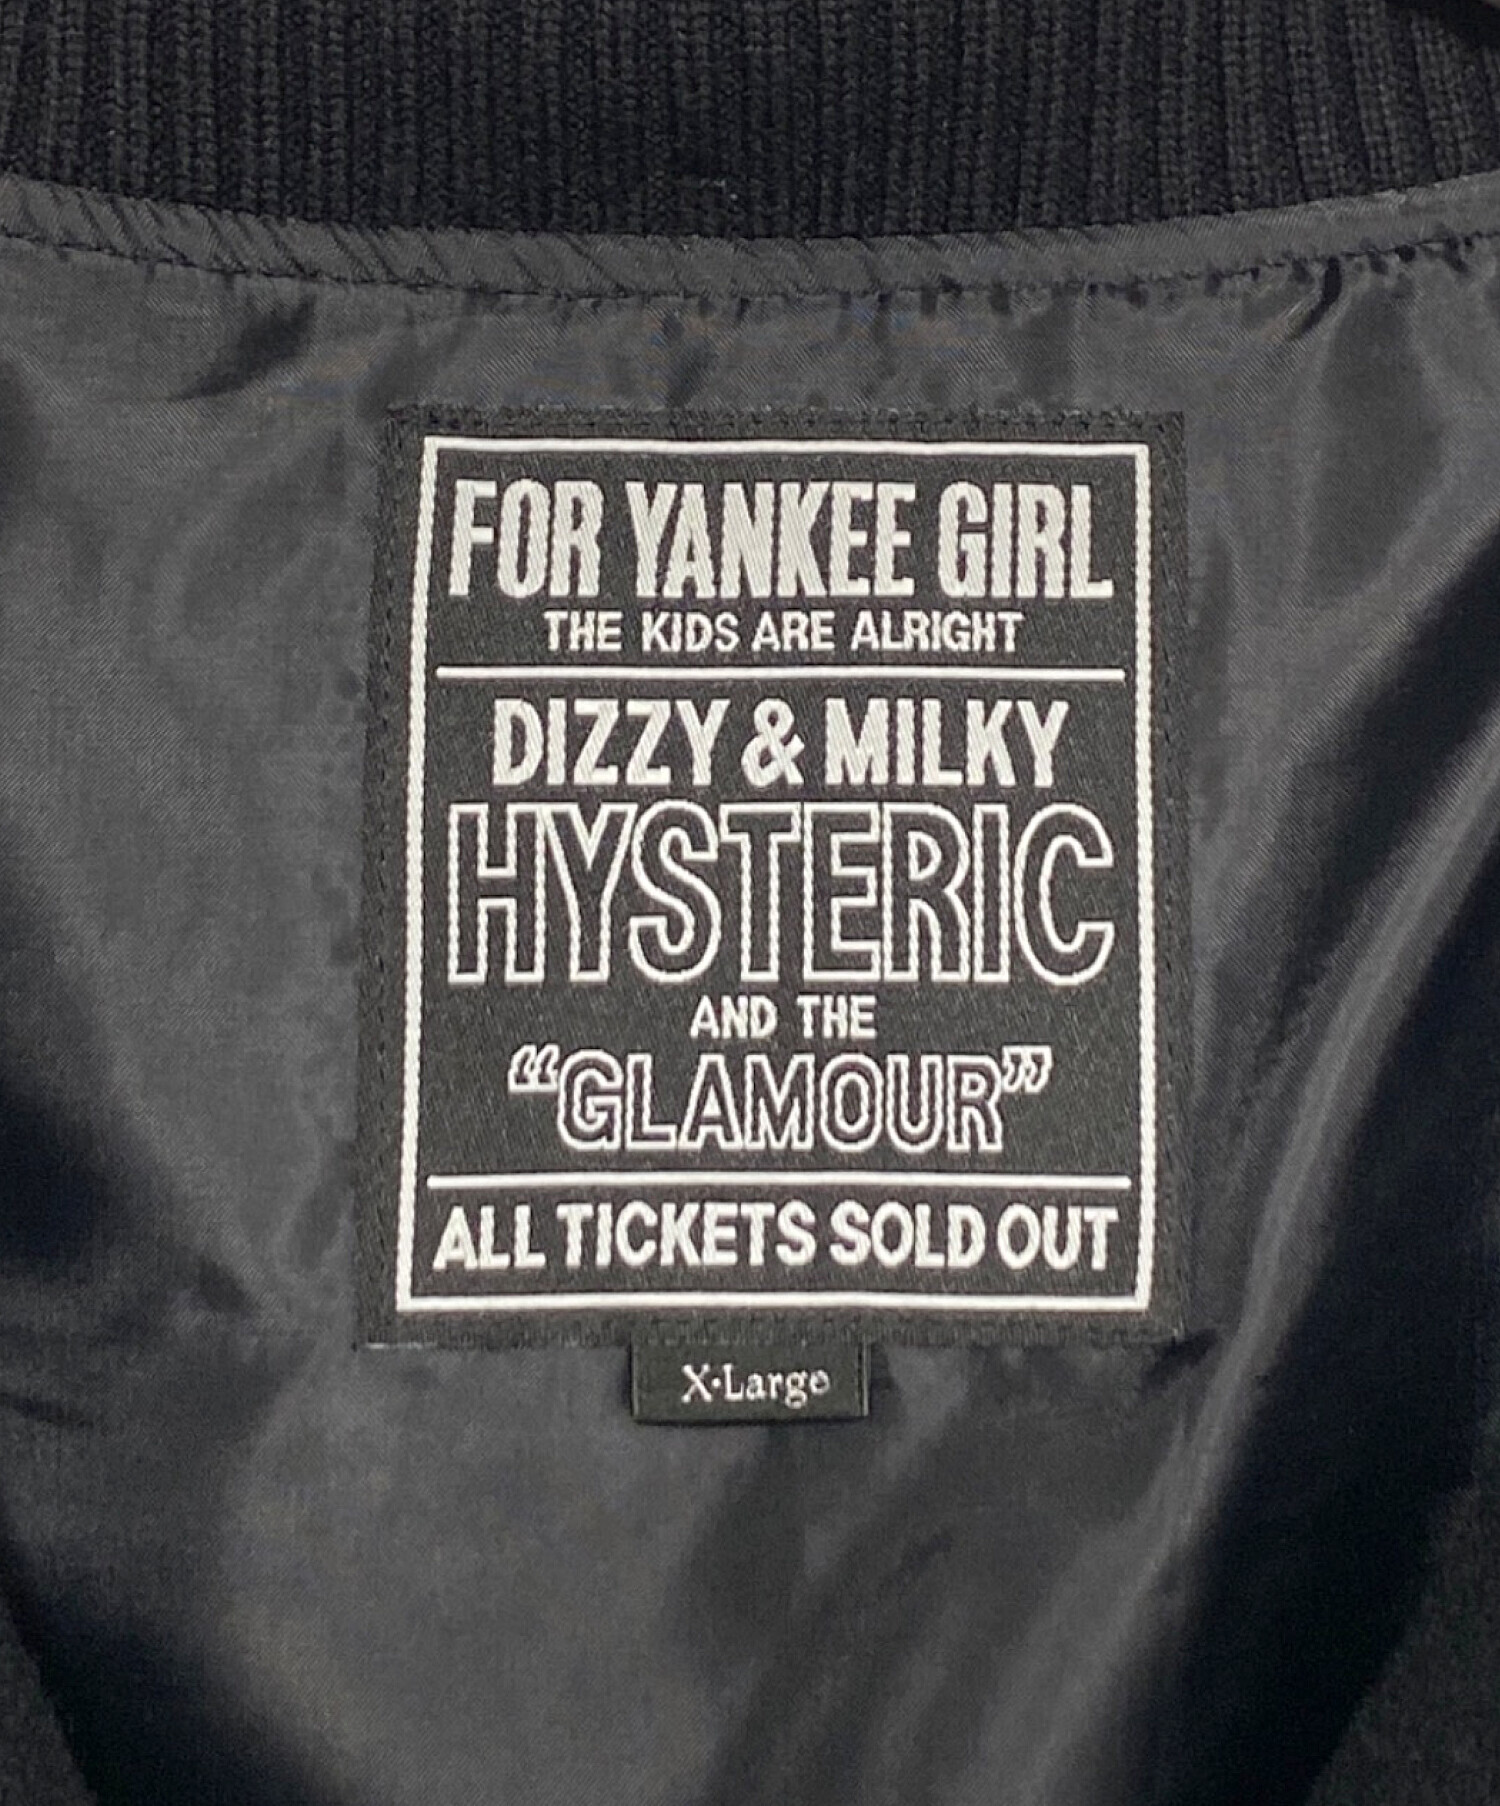 FOR YANKEE GIRL
THE KIDS ARE ALRIGHT
DIZZY & MILKY
HYSTERIC
AND THE
“GLAMOUR”
ALL TICKETS SOLD OUT
X·Large